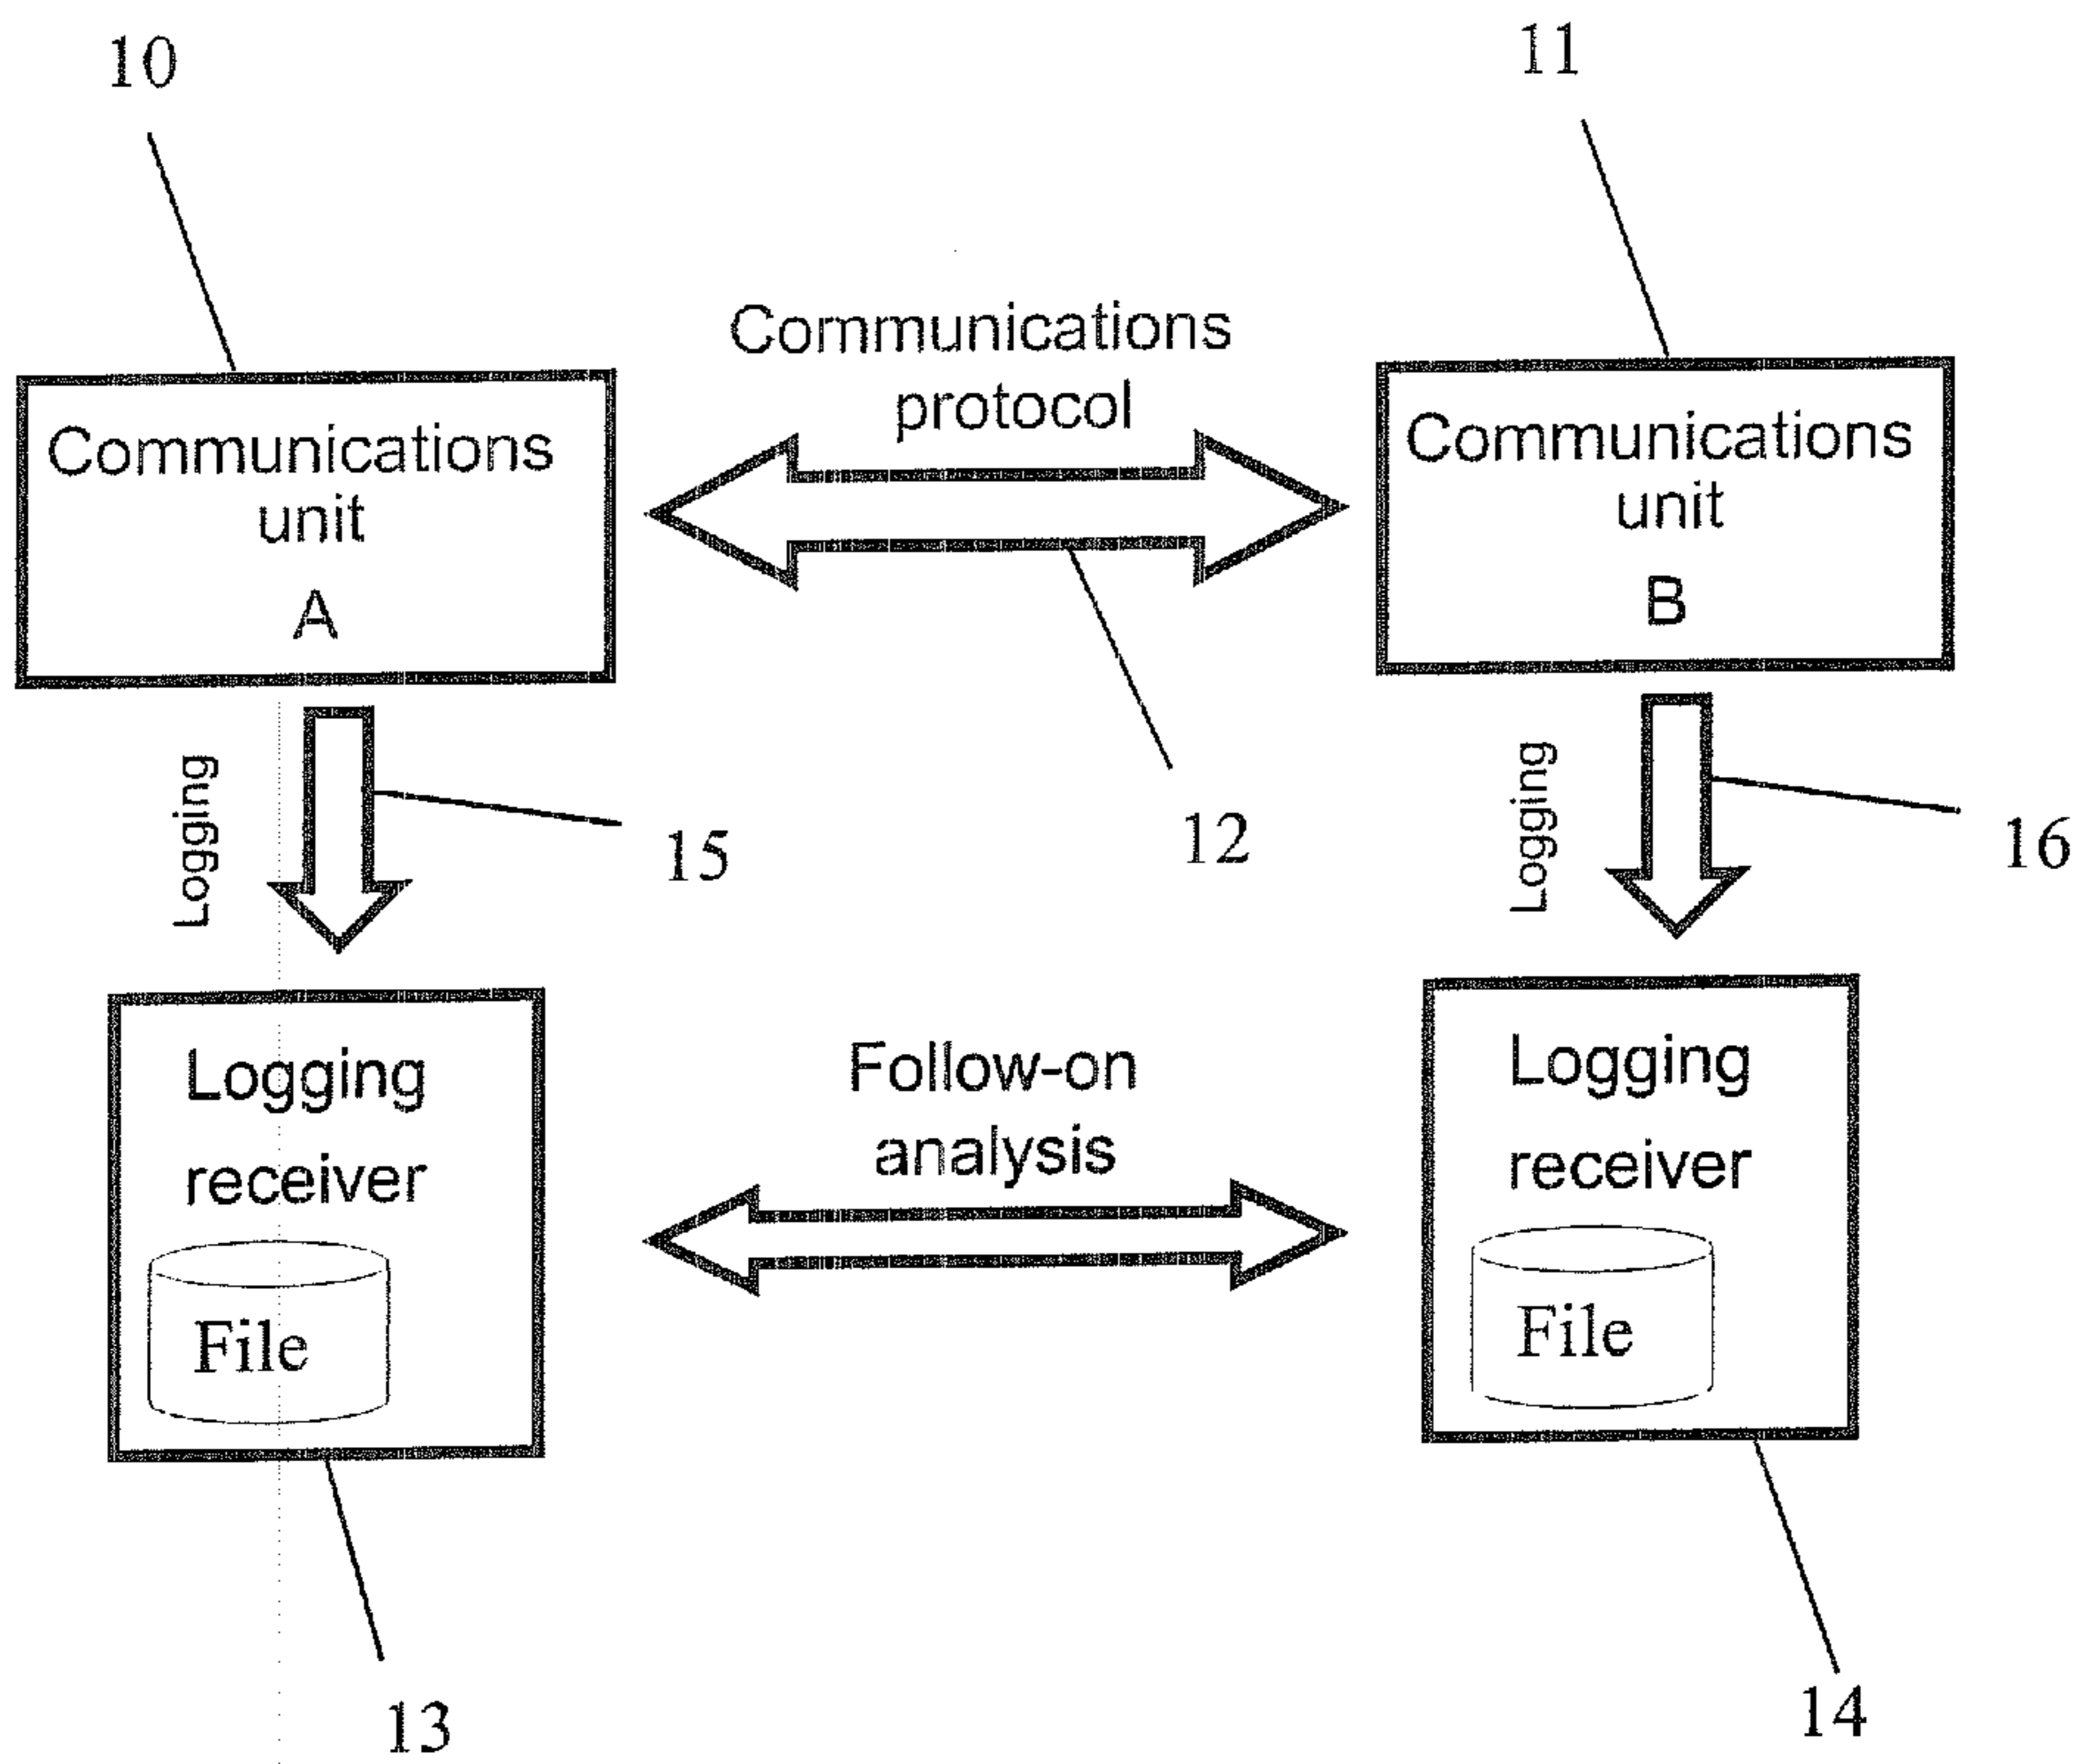 10
11
Communications
protocol
Communications
unit
A
Communications
unit
B
Logging
15
12
Logging
16
Logging
receiver
File
Follow-on
analysis
Logging
receiver
File
13
14